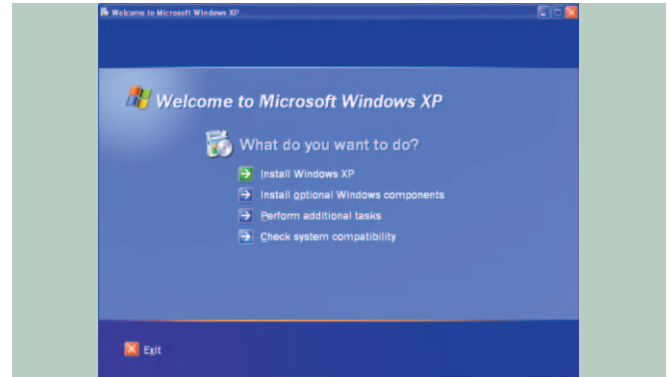 Welcome to Microsoft Windows XP
Welcome to Microsoft Windows XP
What do you want to do?
Install Windows XP
Install optional Windows components
Perform additional tasks
Check system compatibility
Exit